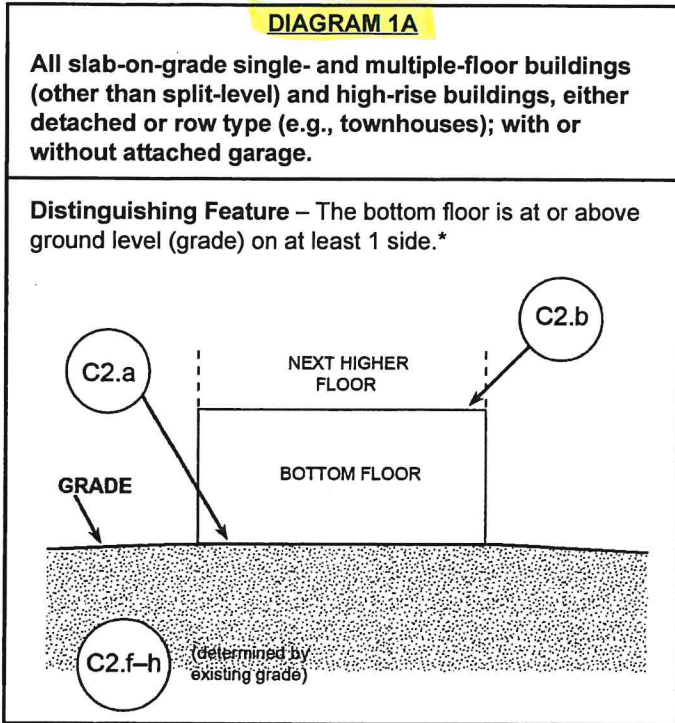 DIAGRAM 1A
All slab-on-grade single- and multiple-floor buildings
(other than split-level) and high-rise buildings, either
detached or row type (e.g., townhouses); with or
without attached garage.
Distinguishing Feature – The bottom floor is at or above
ground level (grade) on at least 1 side.*
C2.b
NEXT HIGHER
FLOOR
C2.a
BOTTOM FLOOR
GRADE
C2.f–h
(determined by
existing grade)